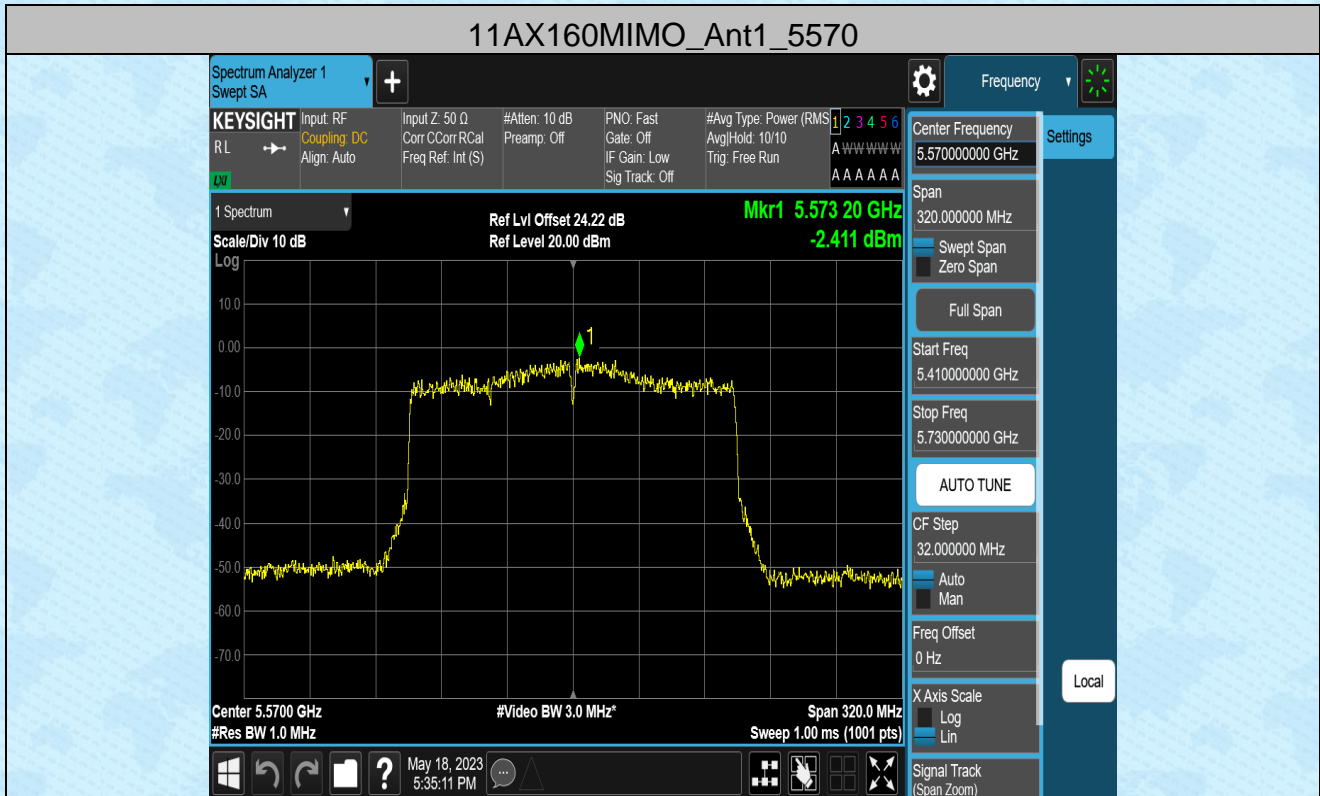 11AX160MIMO_Ant1_5570
Spectrum Analyzer 1
Swept SA
+
Frequency
KEYSIGHT
RL
LXI
Input: RF
Coupling: DC
Align: Auto
Input Z: 50 Ω
Corr CCorr RCal
Freq Ref: Int (S)
#Atten: 10 dB
Preamp: Off
PNO: Fast
Gate: Off
IF Gain: Low
Sig Track: Off
#Avg Type: Power (RMS
Avg|Hold: 10/10
Trig: Free Run
1 2 3 4 5 6
A W W W W W
A A A A A A
1 Spectrum
Scale/Div 10 dB
Log
Ref Lvl Offset 24.22 dB
Ref Level 20.00 dBm
Mkr1 5.573 20 GHz
-2.411 dBm
10.0
0.00
-10.0
-20.0
-30.0
-40.0
-50.0
-60.0
-70.0
1
Center 5.5700 GHz
#Res BW 1.0 MHz
#Video BW 3.0 MHz*
Span 320.0 MHz
Sweep 1.00 ms (1001 pts)
?
May 18, 2023
5:35:11 PM
Center Frequency
5.570000000 GHz
Settings
Span
320.000000 MHz
Swept Span
Zero Span
Full Span
Start Freq
5.410000000 GHz
Stop Freq
5.730000000 GHz
AUTO TUNE
CF Step
32.000000 MHz
Auto
Man
Freq Offset
0 Hz
X Axis Scale
Log
Lin
Local
Signal Track
(Span Zoom)